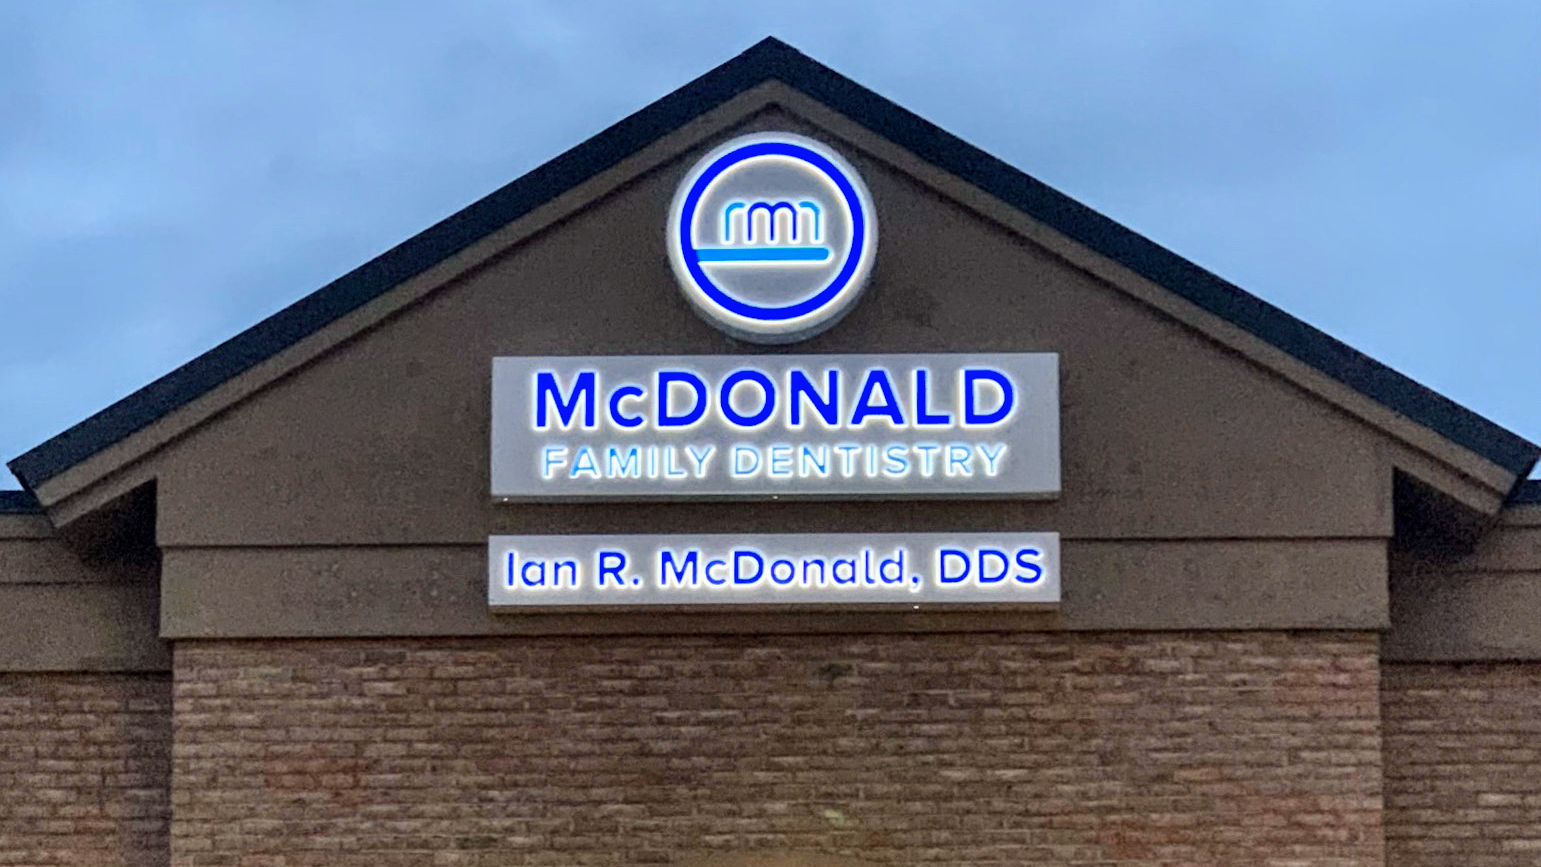 McDONALD
FAMILY DENTISTRY
Ian R. McDonald, DDS